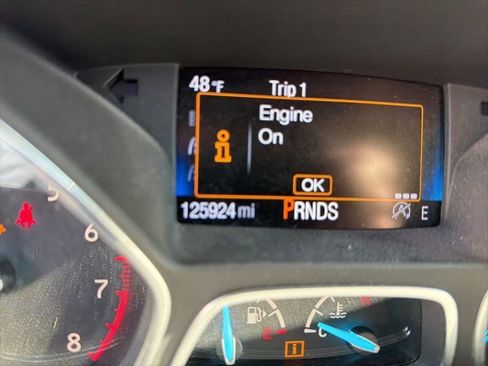 48°F Trip 1
Engine
On
i
OK
125924 mi PRNDS A E
5
6
7
8
C
i